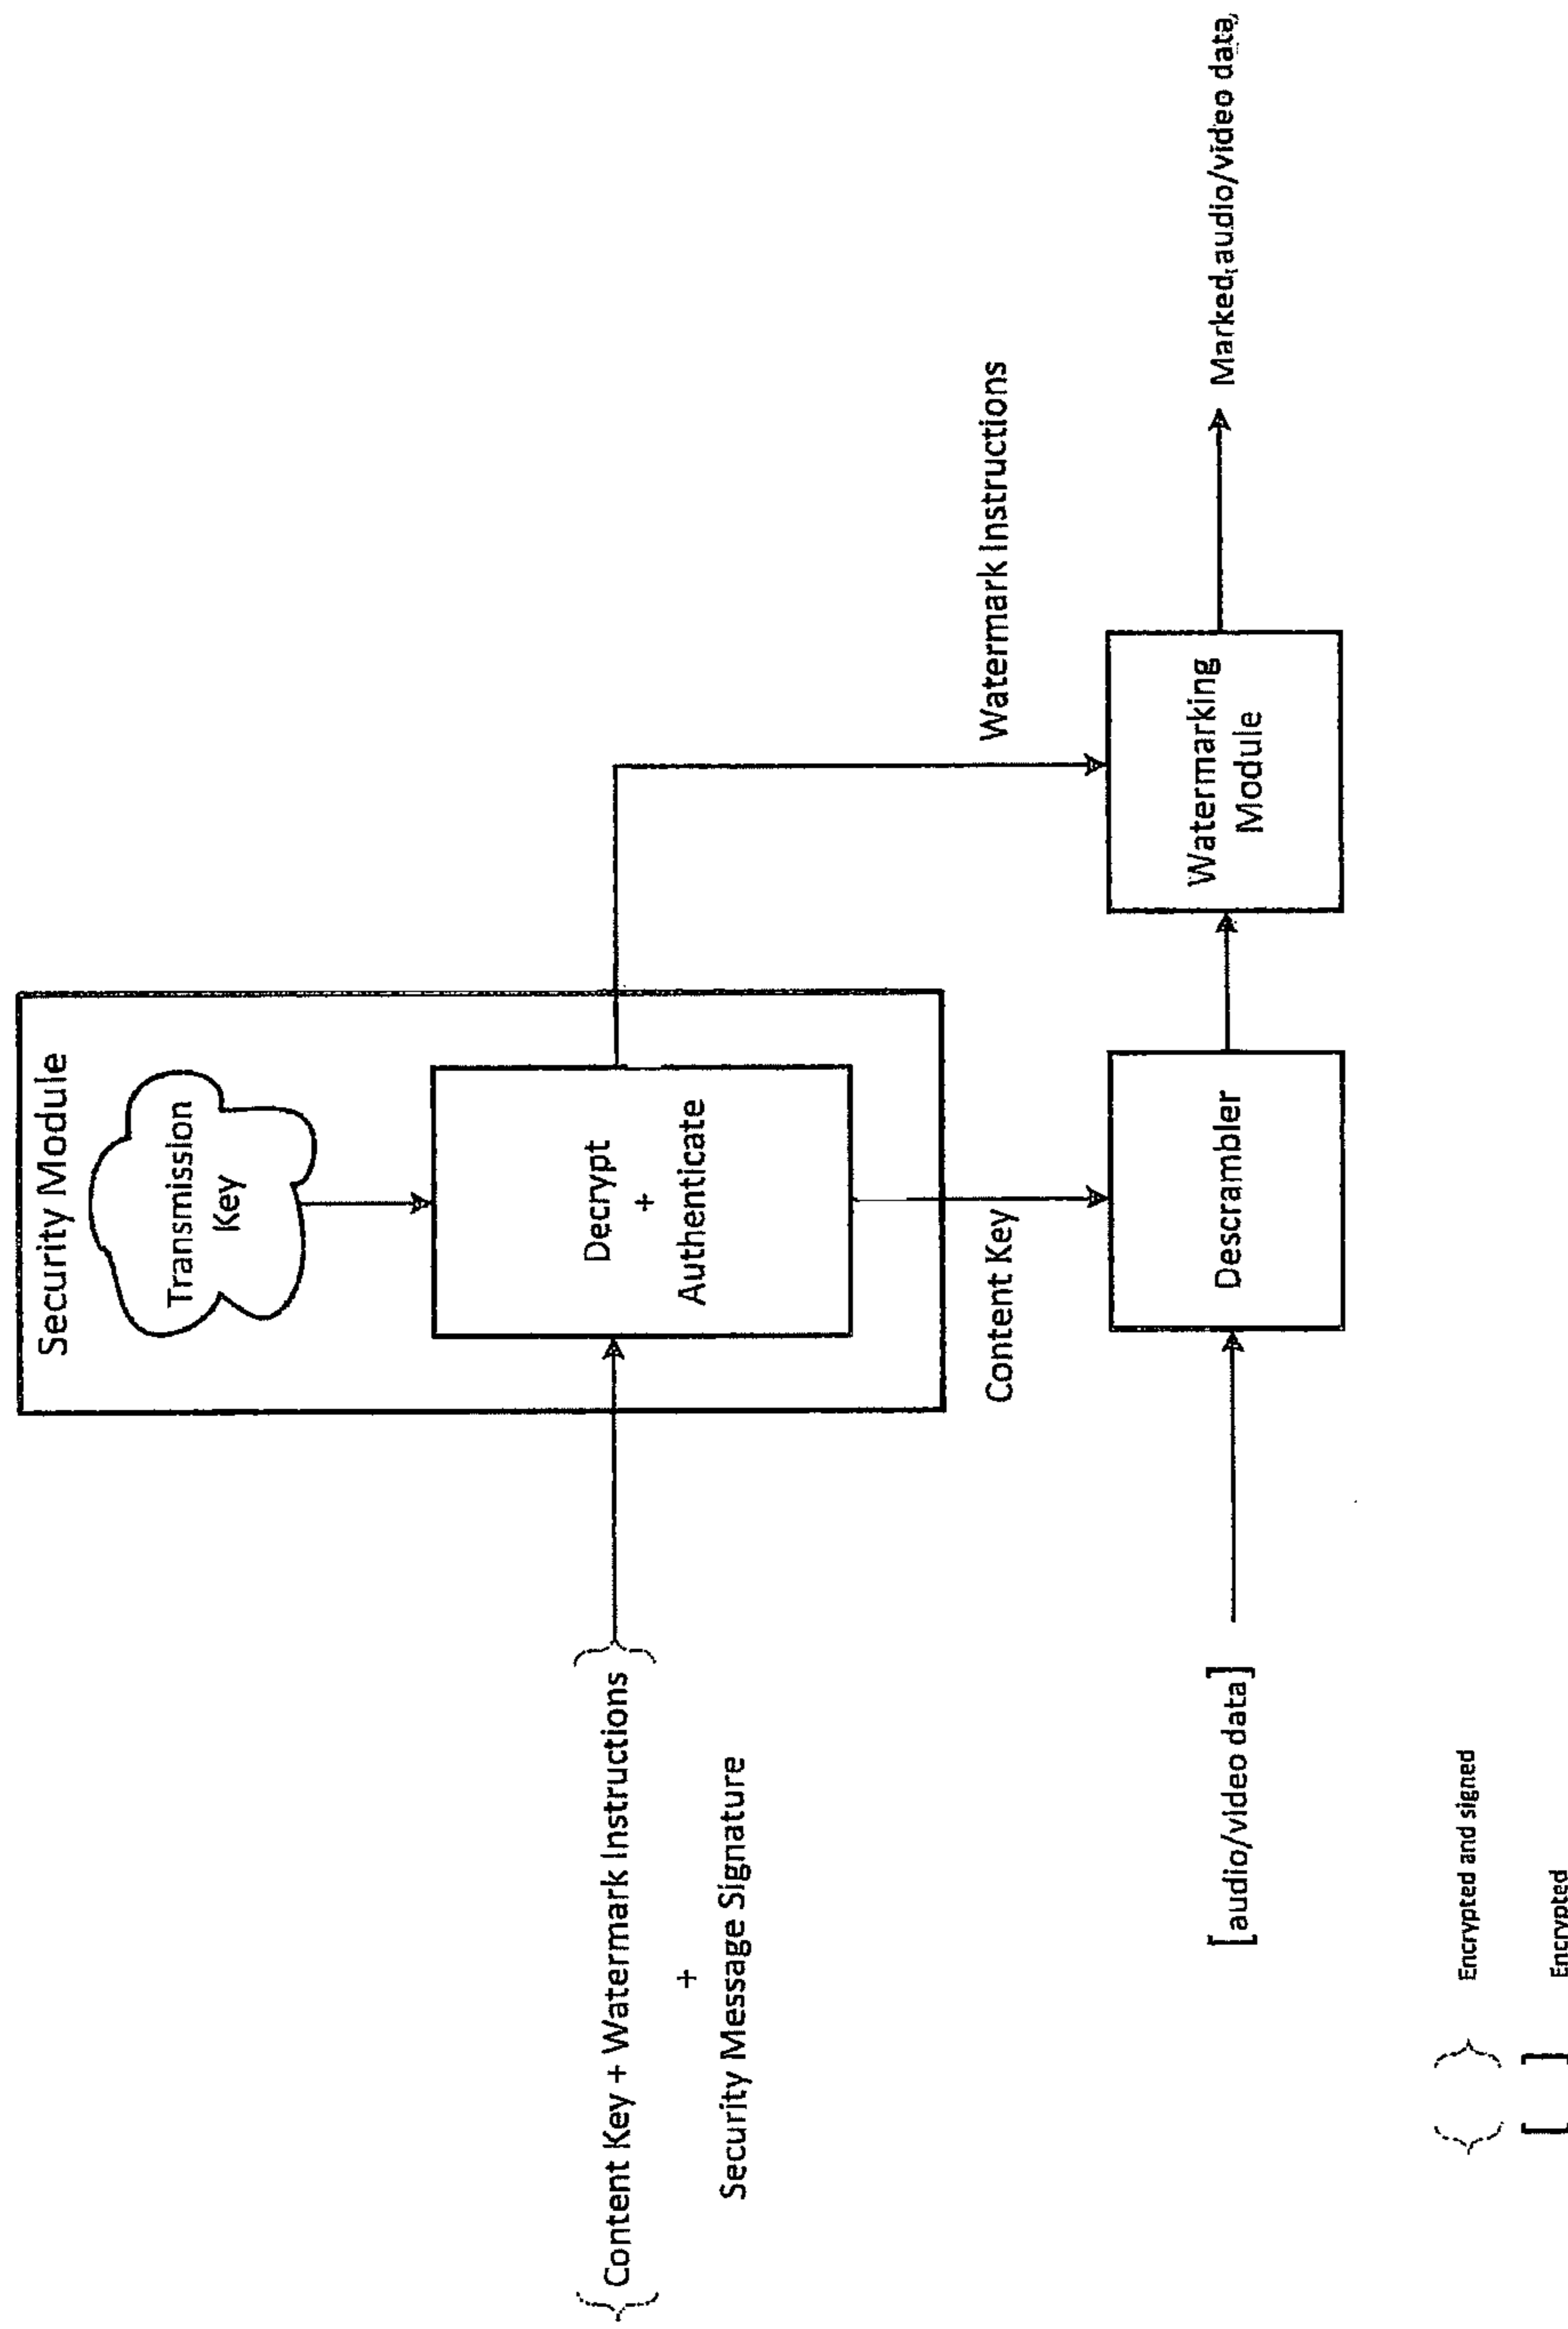 Security Module
Transmission
Key
Decrypt
+
Authenticate
{Content Key + Watermark Instructions}
+
Security Message Signature
Content Key
Watermark Instructions
[audio/video data]
Descrambler
Watermarking
Module
Marked audio/video data
{ } Encrypted and signed
[ ] Encrypted